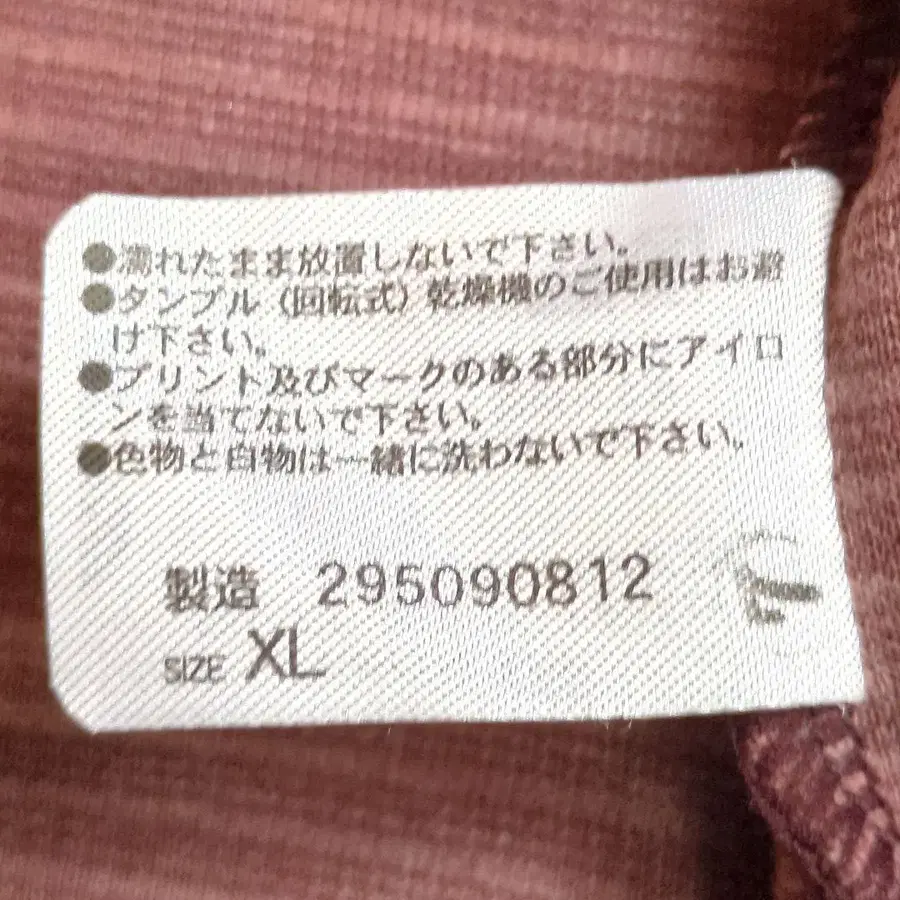 ●濡れたまま放置しないで下さい。
●タンブル(回転式)乾燥機のご使用はお避
け下さい。
●プリント及びマークのある部分にアイロ
ンを当てないで下さい。
●色物と白物は一緒に洗わないで下さい。
製造 295090812
SIZE XL